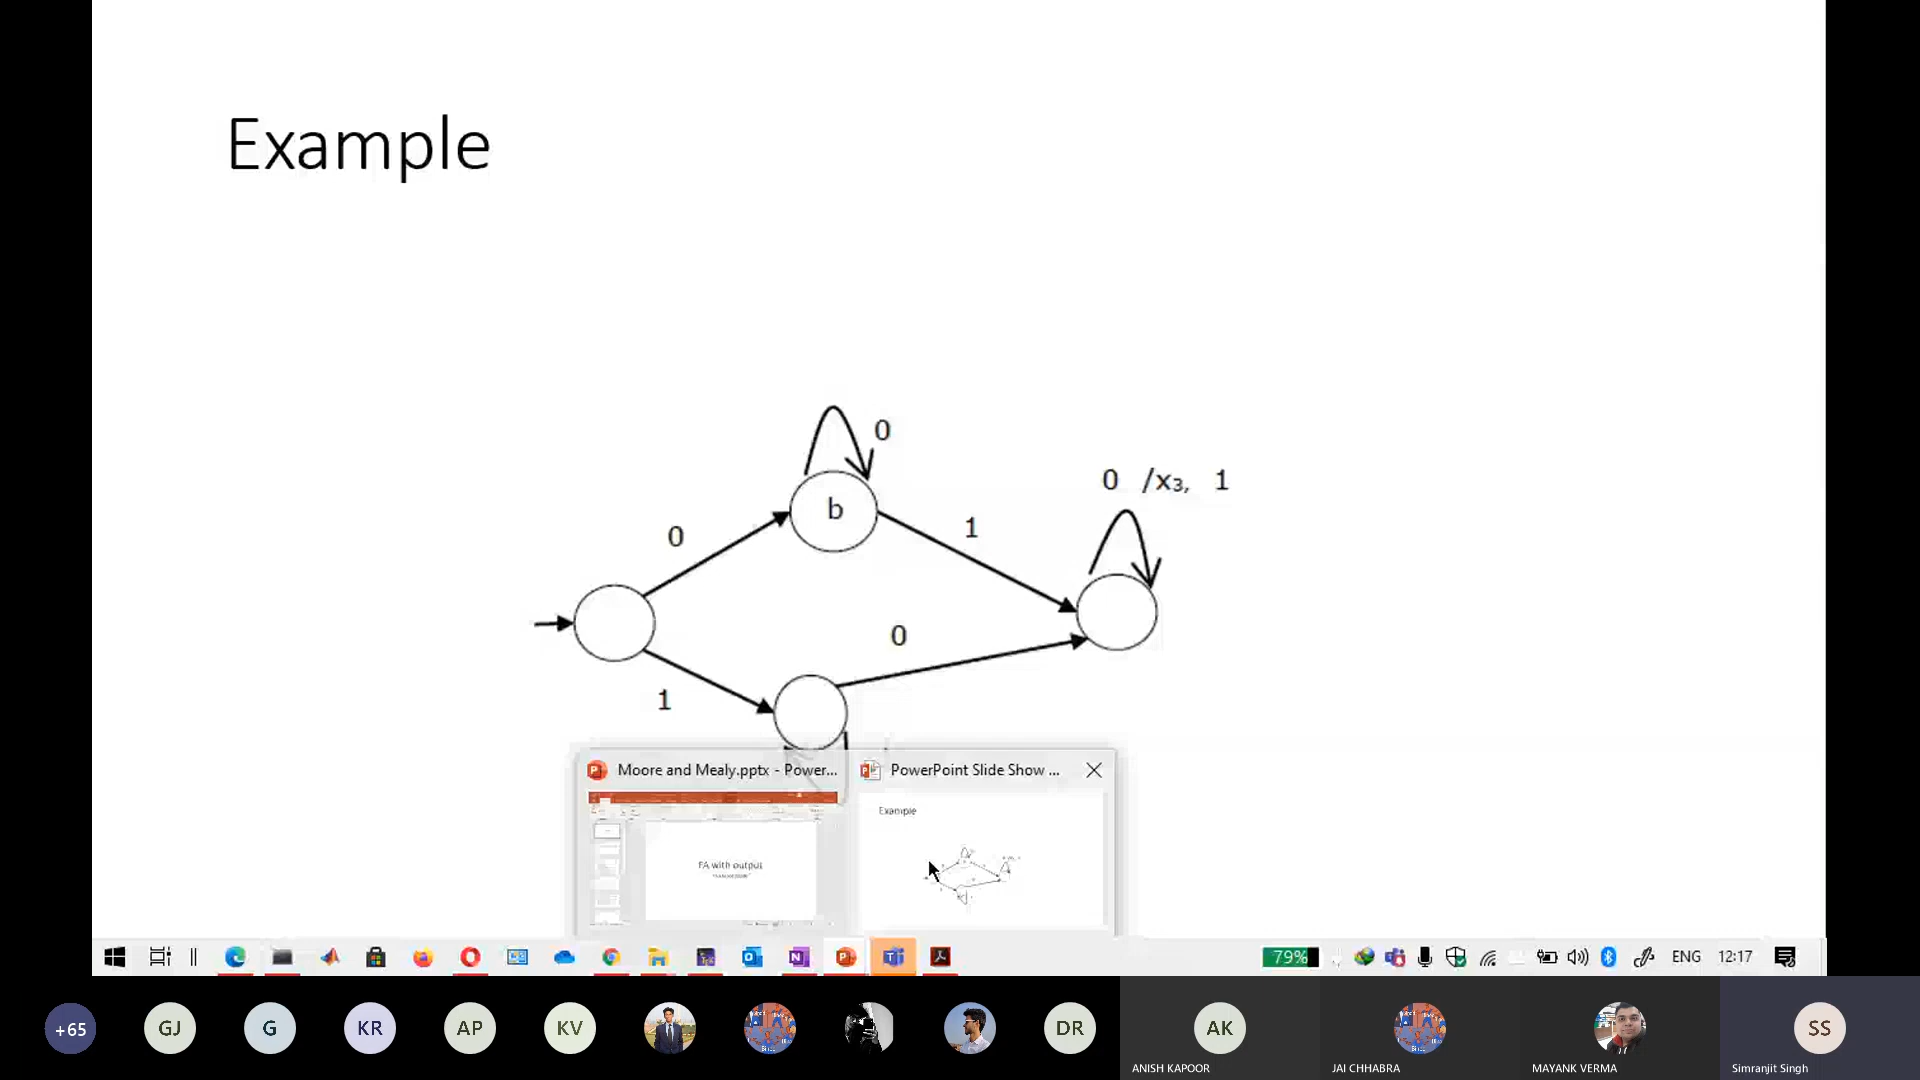 Example
0
0 /x₃, 1
b
0
1
0
1
Moore and Mealy.pptx - Power...
PowerPoint Slide Show ...
Example
FA with output
79%
ENG
12:17
+65
GJ
G
KR
AP
KV
DR
AK
SS
ANISH KAPOOR
JAI CHHABRA
MAYANK VERMA
Simranjit Singh